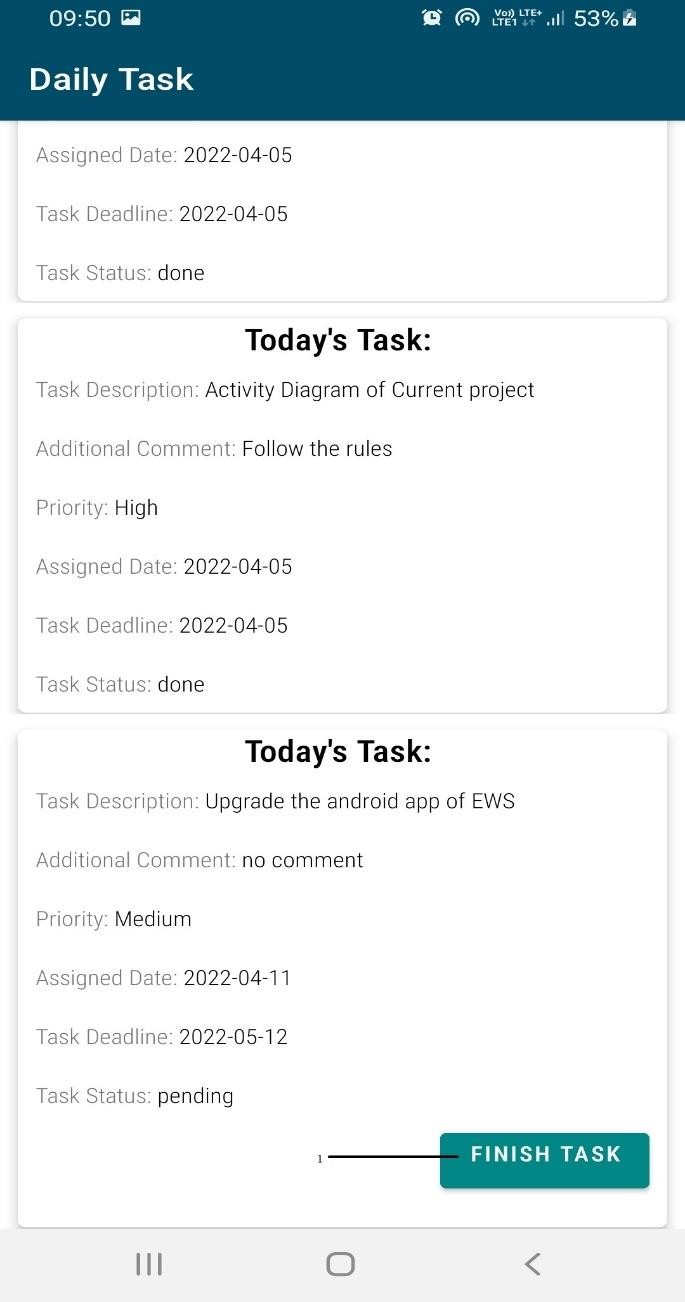 09:50 Vo)) LTE+ 53%
LTE1
Daily Task
Assigned Date: 2022-04-05
Task Deadline: 2022-04-05
Task Status: done
Today's Task:
Task Description: Activity Diagram of Current project
Additional Comment: Follow the rules
Priority: High
Assigned Date: 2022-04-05
Task Deadline: 2022-04-05
Task Status: done
Today's Task:
Task Description: Upgrade the android app of EWS
Additional Comment: no comment
Priority: Medium
Assigned Date: 2022-04-11
Task Deadline: 2022-05-12
Task Status: pending
1 FINISH TASK